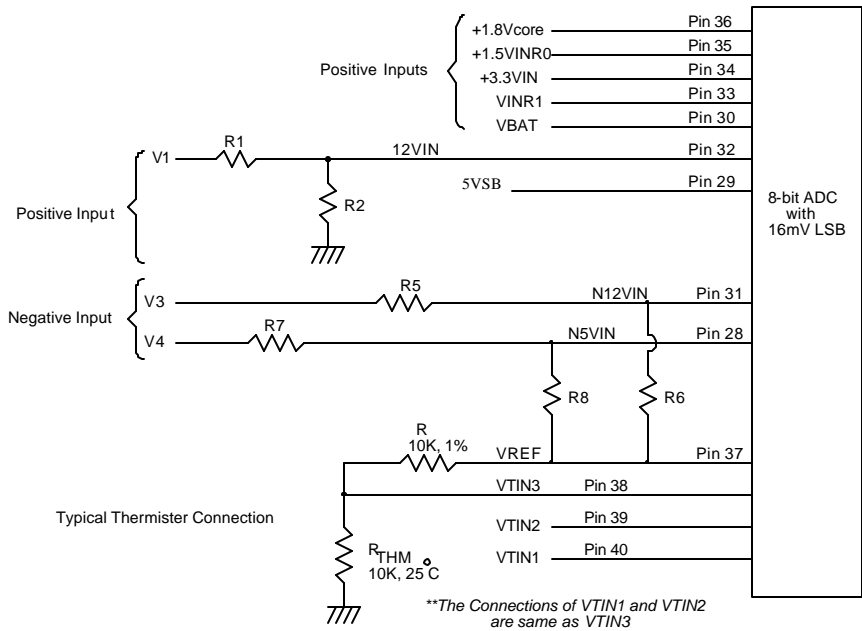 Positive Inputs
+1.8Vcore Pin 36
+1.5VINR0 Pin 35
+3.3VIN Pin 34
VINR1 Pin 33
VBAT Pin 30
Positive Input
V1 R1 12VIN Pin 32
R2
5VSB Pin 29
8-bit ADC
with
16mV LSB
Negative Input
V3 R5 N12VIN Pin 31
V4 R7 N5VIN Pin 28
R8 R6
R
10K, 1%
VREF Pin 37
VTIN3 Pin 38
Typical Thermister Connection
VTIN2 Pin 39
VTIN1 Pin 40
R THM
10K, 25 °C
**The Connections of VTIN1 and VTIN2
are same as VTIN3